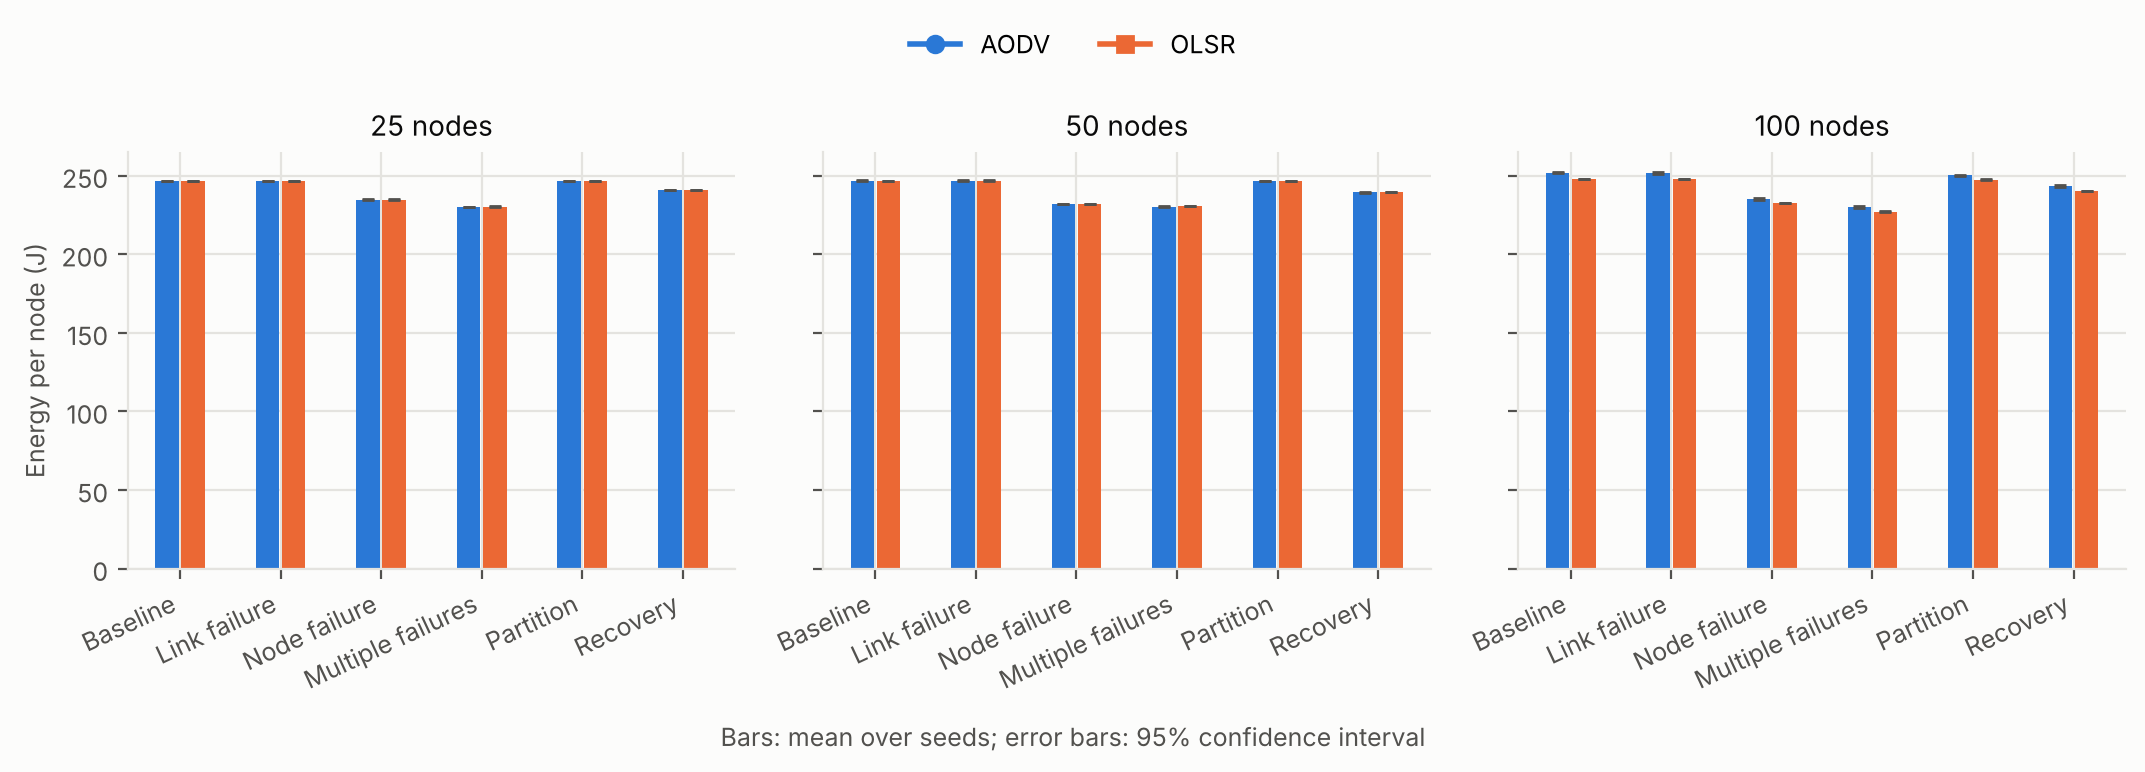 AODV OLSR
25 nodes 50 nodes 100 nodes
Energy per node (J)
250
200
150
100
50
0
Baseline Link failure Node failure Multiple failures Partition Recovery
Baseline Link failure Node failure Multiple failures Partition Recovery
Baseline Link failure Node failure Multiple failures Partition Recovery
Bars: mean over seeds; error bars: 95% confidence interval